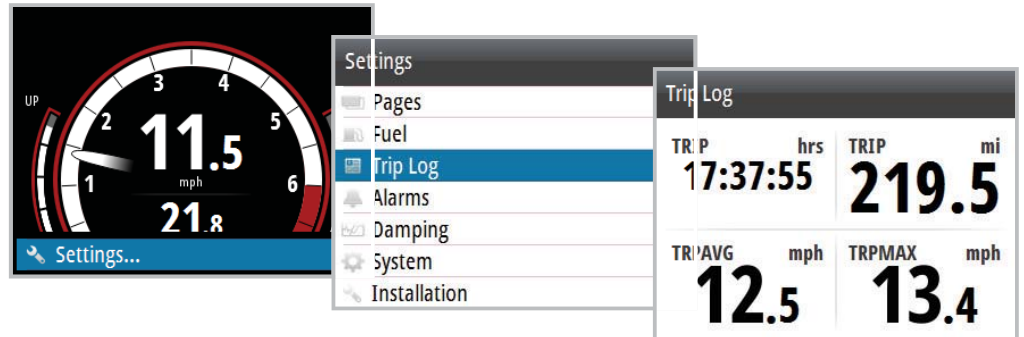 UP
1
2
3
4
5
6
11.5
mph
21.8
Settings...
Settings
Pages
Fuel
Trip Log
Alarms
Damping
System
Installation
Trip Log
TRIP hrs
17:37:55
TRIP mi
219.5
TRPAVG mph
12.5
TRPMAX mph
13.4